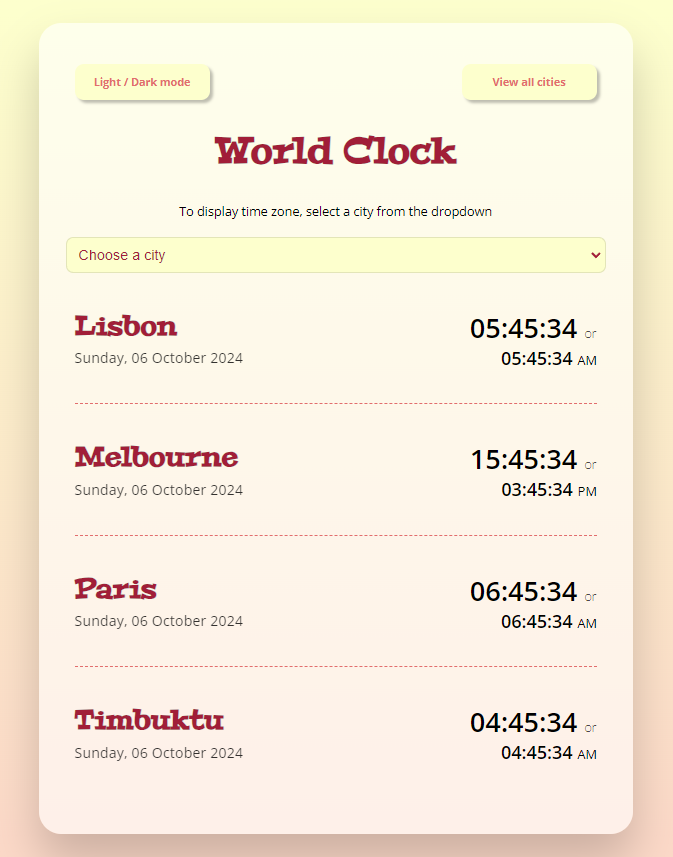 Light / Dark mode
View all cities
World Clock
To display time zone, select a city from the dropdown
Choose a city
Lisbon
05:45:34 or
Sunday, 06 October 2024
05:45:34 AM
Melbourne
15:45:34 or
Sunday, 06 October 2024
03:45:34 PM
Paris
06:45:34 or
Sunday, 06 October 2024
06:45:34 AM
Timbuktu
04:45:34 or
Sunday, 06 October 2024
04:45:34 AM